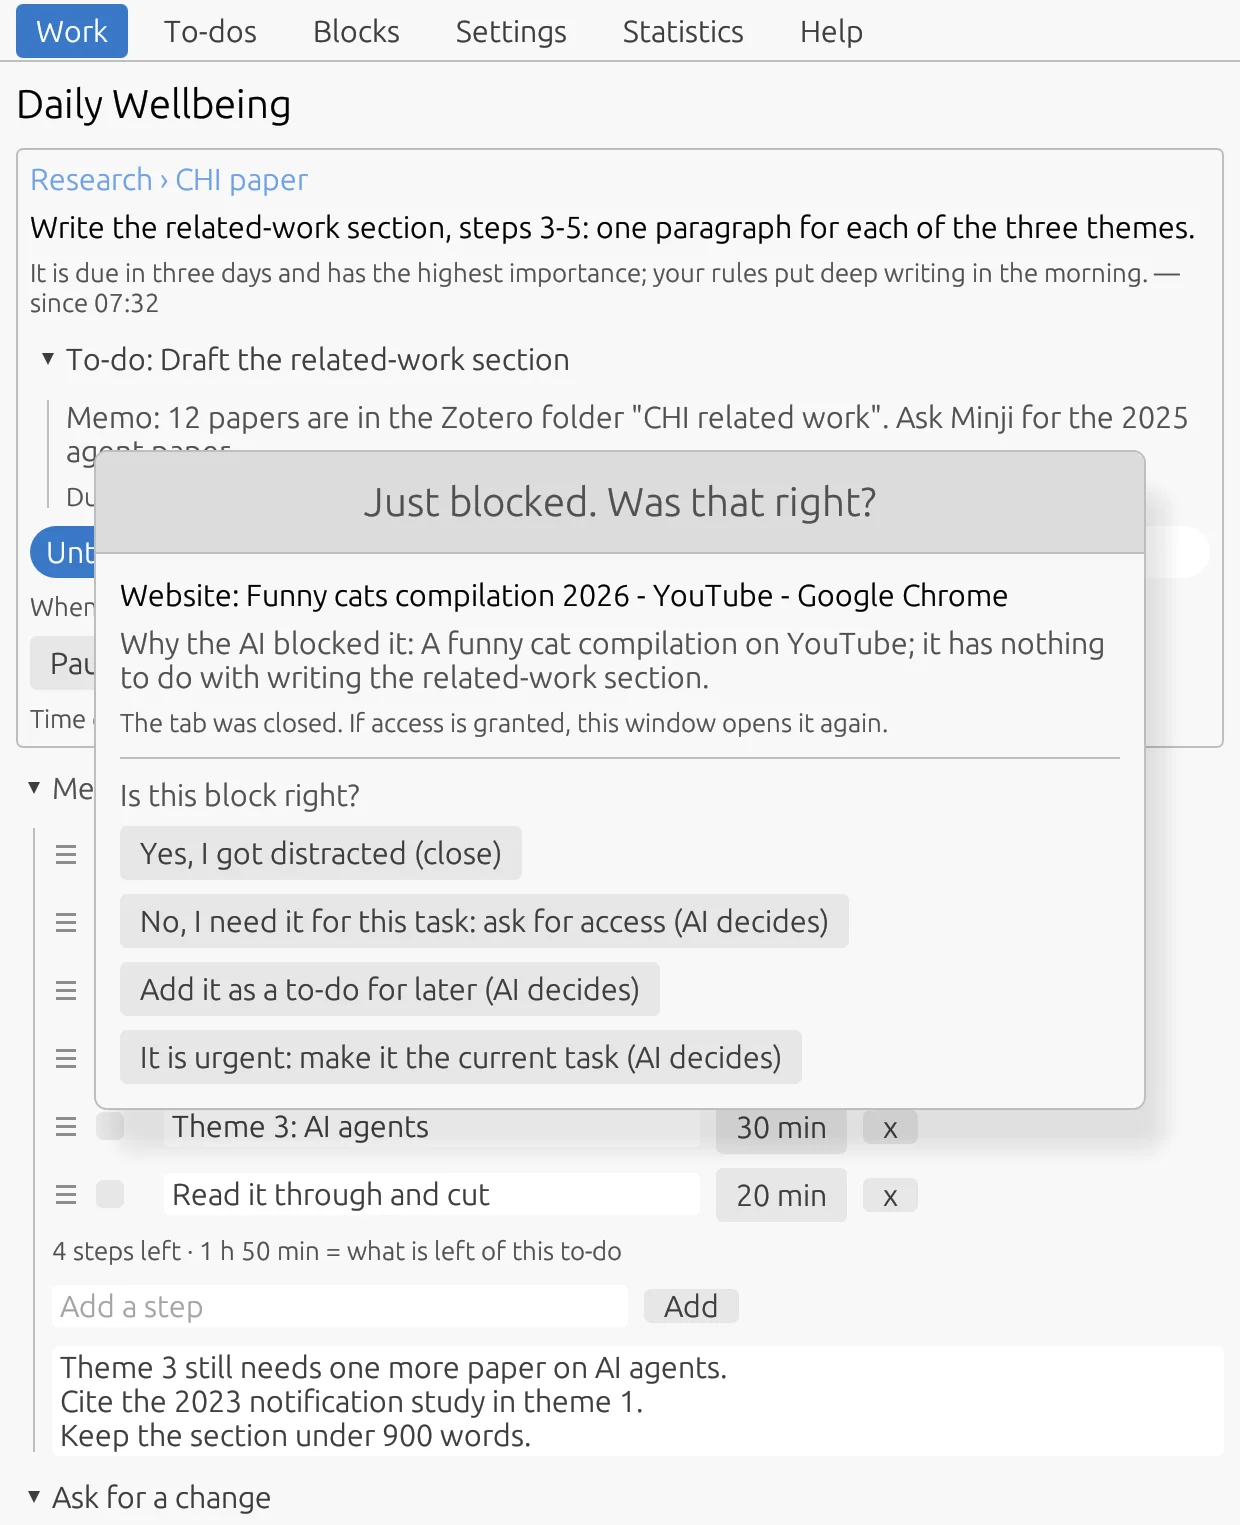 Work To-dos Blocks Settings Statistics Help
Daily Wellbeing
Research › CHI paper
Write the related-work section, steps 3-5: one paragraph for each of the three themes.
It is due in three days and has the highest importance; your rules put deep writing in the morning. —
since 07:32
▼ To-do: Draft the related-work section
Memo: 12 papers are in the Zotero folder "CHI related work". Ask Minji for the 2025
agent paper.
Just blocked. Was that right?
Website: Funny cats compilation 2026 - YouTube - Google Chrome
Why the AI blocked it: A funny cat compilation on YouTube; it has nothing
to do with writing the related-work section.
The tab was closed. If access is granted, this window opens it again.
Is this block right?
Yes, I got distracted (close)
No, I need it for this task: ask for access (AI decides)
Add it as a to-do for later (AI decides)
It is urgent: make it the current task (AI decides)
When
Time
Theme 3: AI agents 30 min x
Read it through and cut 20 min x
4 steps left · 1 h 50 min = what is left of this to-do
Add a step Add
Theme 3 still needs one more paper on AI agents.
Cite the 2023 notification study in theme 1.
Keep the section under 900 words.
▼ Ask for a change